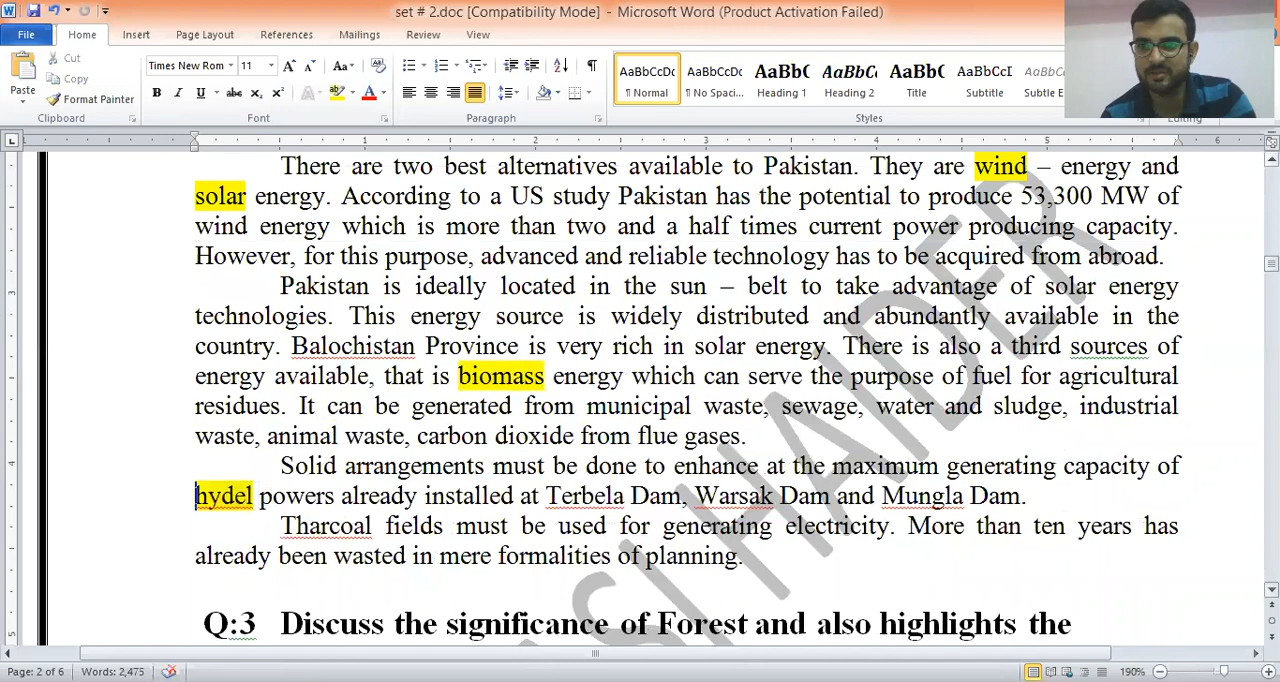 set # 2.doc [Compatibility Mode] - Microsoft Word (Product Activation Failed)
File Home Insert Page Layout References Mailings Review View
Cut
Copy
Format Painter
Paste
Times New Rom 11
AaBbCcDc AaBbCcDc AaBbC AaBbCc AaBbC AaBbCcDc
¶ Normal ¶ No Spaci... Heading 1 Heading 2 Title Subtitle Subtle E
Clipboard Font Paragraph Styles Editing
1 2 3 4 5 6
There are two best alternatives available to Pakistan. They are wind – energy and
solar energy. According to a US study Pakistan has the potential to produce 53,300 MW of
wind energy which is more than two and a half times current power producing capacity.
However, for this purpose, advanced and reliable technology has to be acquired from abroad.
Pakistan is ideally located in the sun – belt to take advantage of solar energy
technologies. This energy source is widely distributed and abundantly available in the
country. Balochistan Province is very rich in solar energy. There is also a third sources of
energy available, that is biomass energy which can serve the purpose of fuel for agricultural
residues. It can be generated from municipal waste, sewage, water and sludge, industrial
waste, animal waste, carbon dioxide from flue gases.
Solid arrangements must be done to enhance at the maximum generating capacity of
hydel powers already installed at Terbela Dam, Warsak Dam and Mungla Dam.
Tharcoal fields must be used for generating electricity. More than ten years has
already been wasted in mere formalities of planning.
Q:3 Discuss the significance of Forest and also highlights the
HAIDER
Page: 2 of 6 Words: 2,475 190%